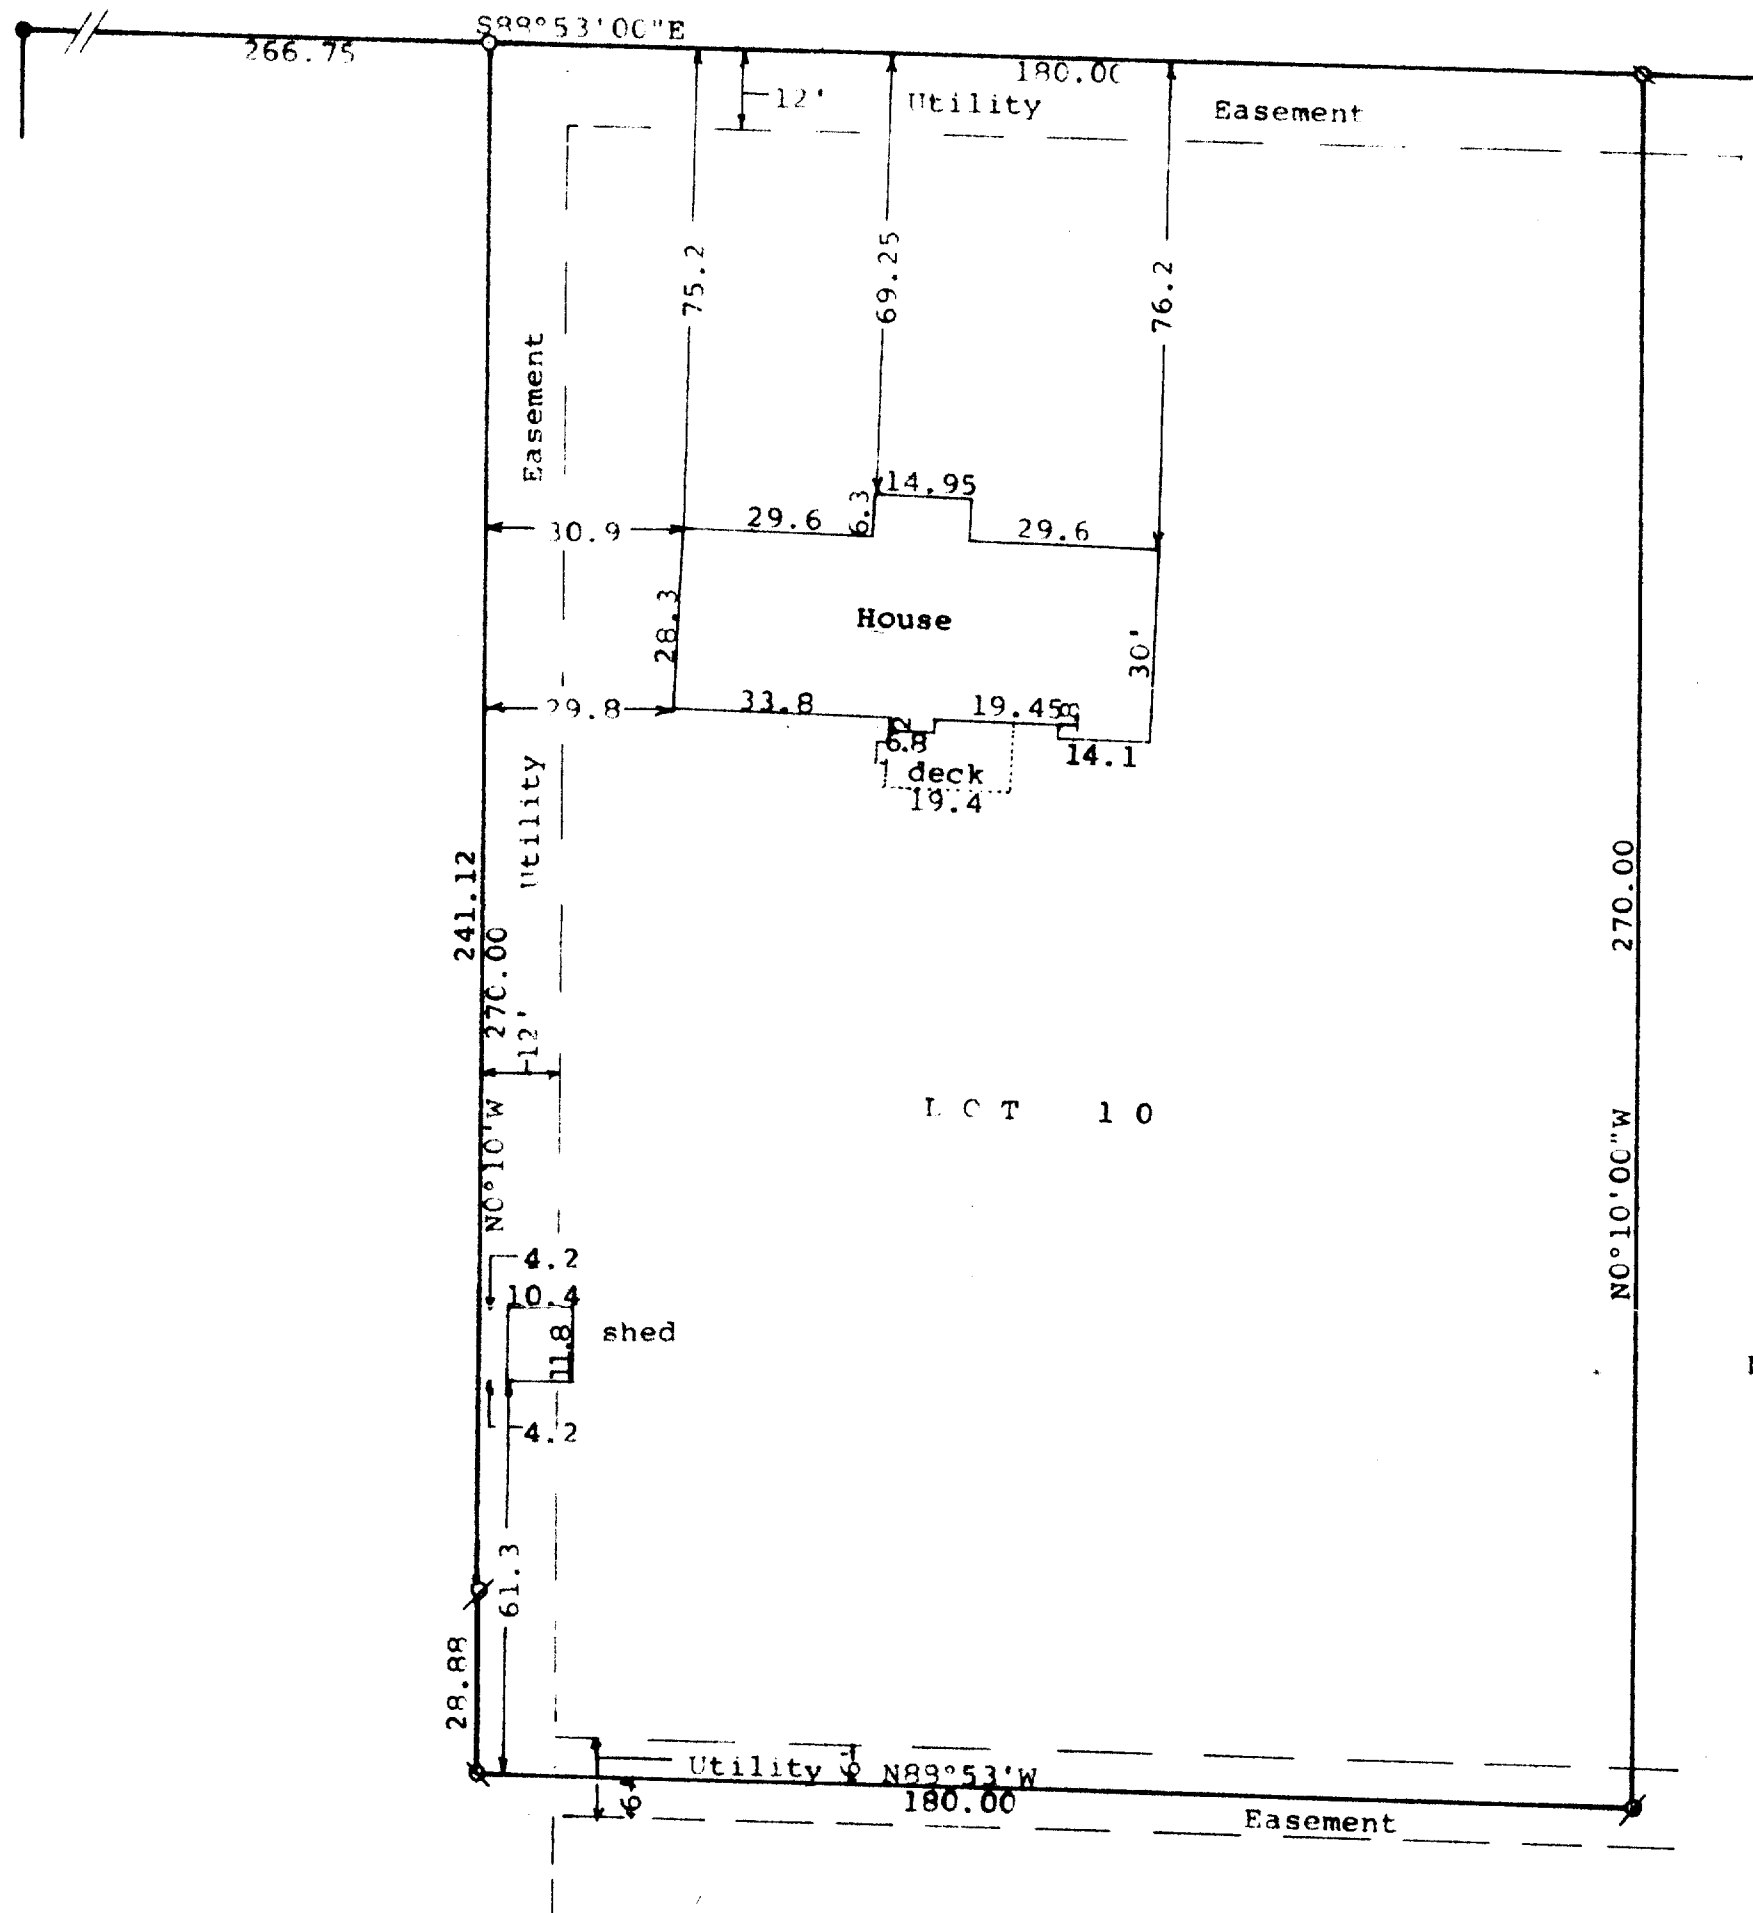 S88°53'00"E
266.75
180.00
12'
Utility Easement
75.2
69.25
76.2
Easement
14.95
6.3
29.6
29.6
30.9
House
28.3
30'
29.8
33.8
19.45
2
6.8
14.1
deck
19.4
Utility
241.12
270.00
270.00
12'
LOT 10
N0°10'W
N0°10'00"W
4.2
10.4
11.8
shed
4.2
61.3
28.88
Utility
6'
N89°53'W
6'
180.00
Easement